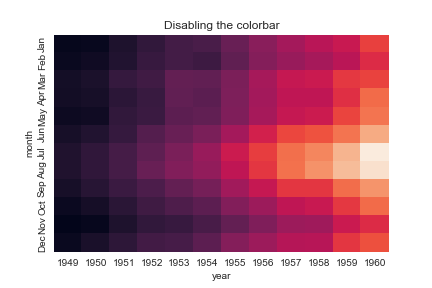 Disabling the colorbar
month
Jan
Feb
Mar
Apr
May
Jun
Jul
Aug
Sep
Oct
Nov
Dec
1949 1950 1951 1952 1953 1954 1955 1956 1957 1958 1959 1960
year